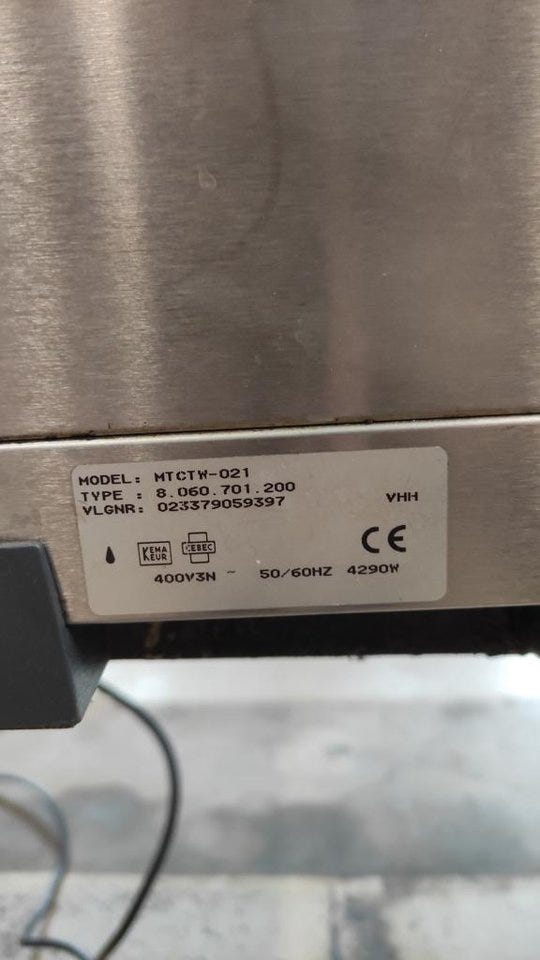 MODEL: MTCTW-021
TYPE : 8.060.701.200
VLGNR: 023379059397
VHH
KEMA
KEUR
CEBEC
CE
400V3N ~ 50/60HZ 4290W